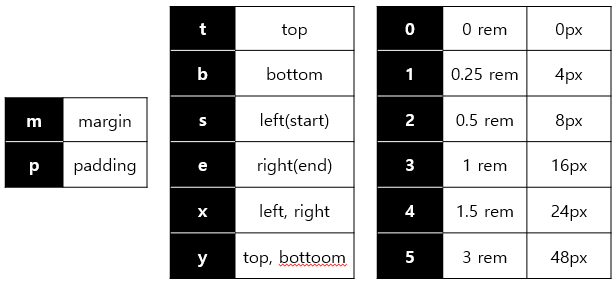 m margin
p padding
t top
b bottom
s left(start)
e right(end)
x left, right
y top, bottoom
0 0 rem 0px
1 0.25 rem 4px
2 0.5 rem 8px
3 1 rem 16px
4 1.5 rem 24px
5 3 rem 48px